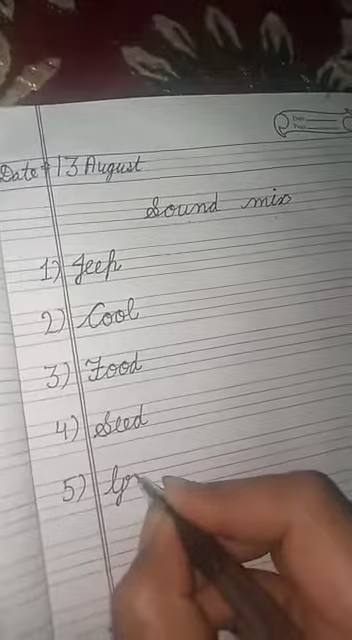 Date 13 August
Sound mix
1) Jeep
2) Cool
3) Food
4) Seed
5)